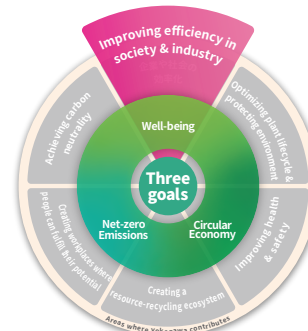 Improving efficiency in
society & industry
Achieving carbon
neutrality
Optimizing plant lifecycle &
protecting environment
Well-being
Three
goals
Net-zero
Emissions
Circular
Economy
Creating workplaces where
people can fulfill their potential
Improving health
& safety
Creating a
resource-recycling ecosystem
Areas where Yokogawa contributes